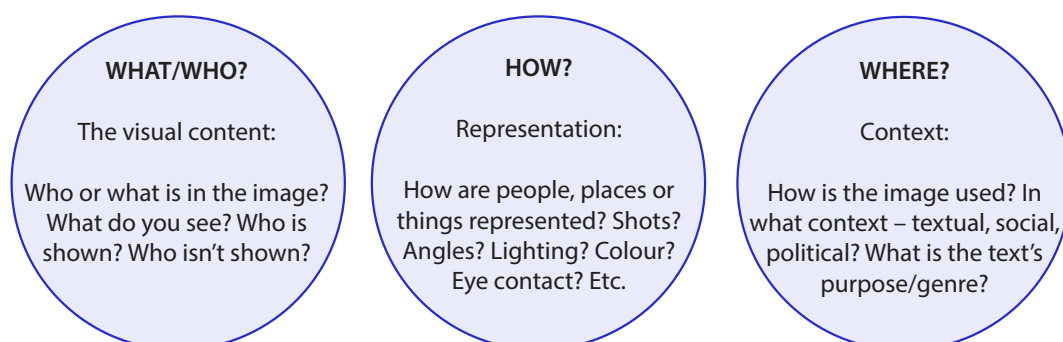 WHAT/WHO?
The visual content:
Who or what is in the image?
What do you see? Who is
shown? Who isn’t shown?
HOW?
Representation:
How are people, places or
things represented? Shots?
Angles? Lighting? Colour?
Eye contact? Etc.
WHERE?
Context:
How is the image used? In
what context – textual, social,
political? What is the text’s
purpose/genre?